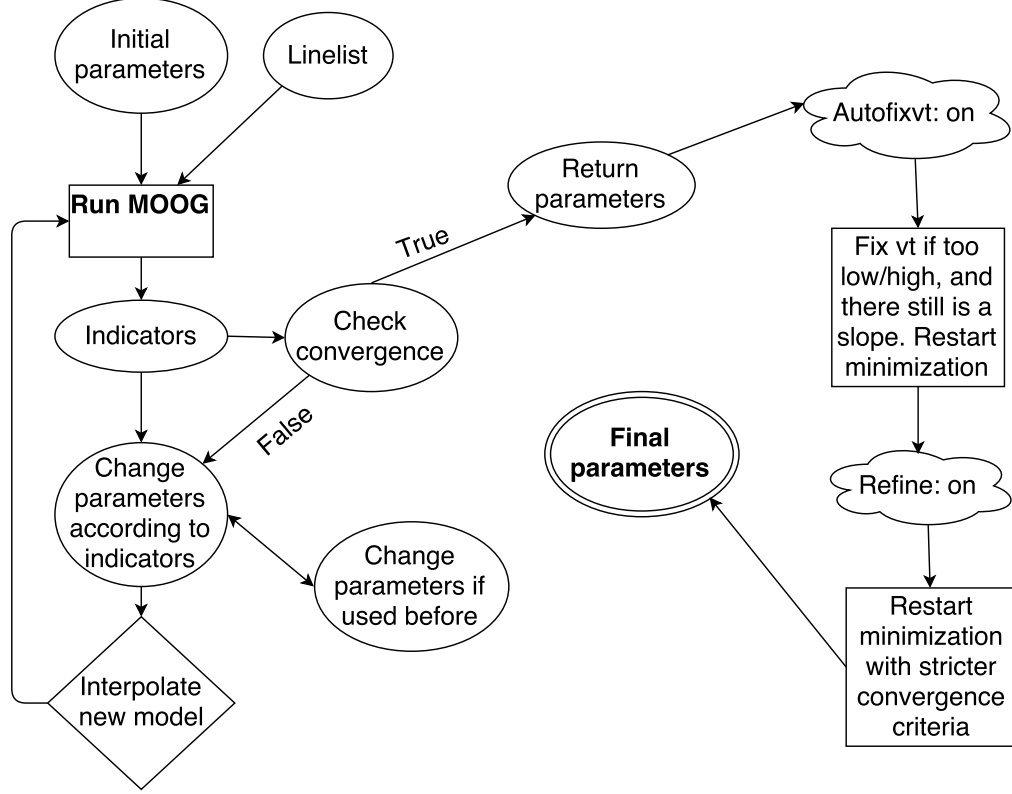 Initial
parameters
Linelist
Run MOOG
Indicators
Check
convergence
True
False
Return
parameters
Change
parameters
according to
indicators
Change
parameters if
used before
Interpolate
new model
Autofixvt: on
Fix vt if too
low/high, and
there still is a
slope. Restart
minimization
Refine: on
Restart
minimization
with stricter
convergence
criteria
Final
parameters